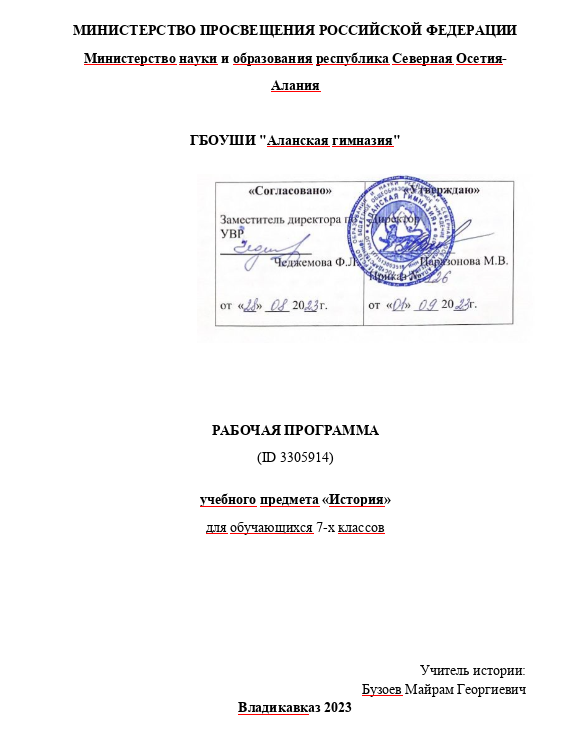 МИНИСТЕРСТВО ПРОСВЕЩЕНИЯ РОССИЙСКОЙ ФЕДЕРАЦИИ
Министерство науки и образования республика Северная Осетия-
Алания
ГБОУШИ "Аланская гимназия"
«Согласовано»
Заместитель директора по
УВР
Чеджемова Ф.Л.
от «28» 08 2023г.
«Утверждаю»
Директор
Паразонова М.В.
Приказ
от «01» 09 2023г.
РАБОЧАЯ ПРОГРАММА
(ID 3305914)
учебного предмета «История»
для обучающихся 7-х классов
Учитель истории:
Бузоев Майрам Георгиевич
Владикавказ 2023